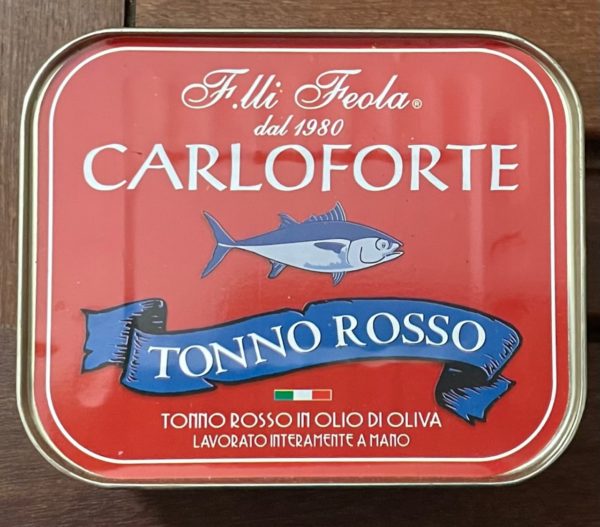 F.lli Feola®
dal 1980
CARLOFORTE
TONNO ROSSO
TONNO ROSSO IN OLIO DI OLIVA
LAVORATO INTERAMENTE A MANO